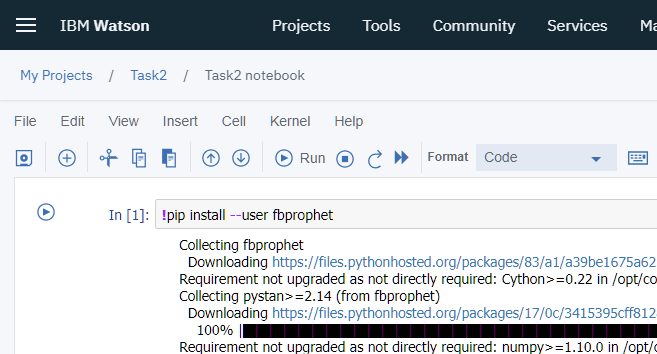 IBM Watson Projects Tools Community Services Ma
My Projects / Task2 / Task2 notebook
File Edit View Insert Cell Kernel Help
Run Format Code
In [1]: !pip install --user fbprophet
Collecting fbprophet
Downloading https://files.pythonhosted.org/packages/83/a1/a39be1675a62
Requirement not upgraded as not directly required: Cython>=0.22 in /opt/co
Collecting pystan>=2.14 (from fbprophet)
Downloading https://files.pythonhosted.org/packages/17/0c/3415395cff812
100% |
Requirement not upgraded as not directly required: numpy>=1.10.0 in /opt/c